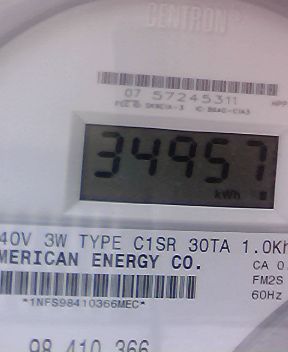 CENTRON
07 57245311
34957
kWh
40V 3W TYPE C1SR 30TA 1.0Kh
MERICAN ENERGY CO.
CA 0.
FM2S
60Hz
*1NFS98410366MEC*
98 410 366